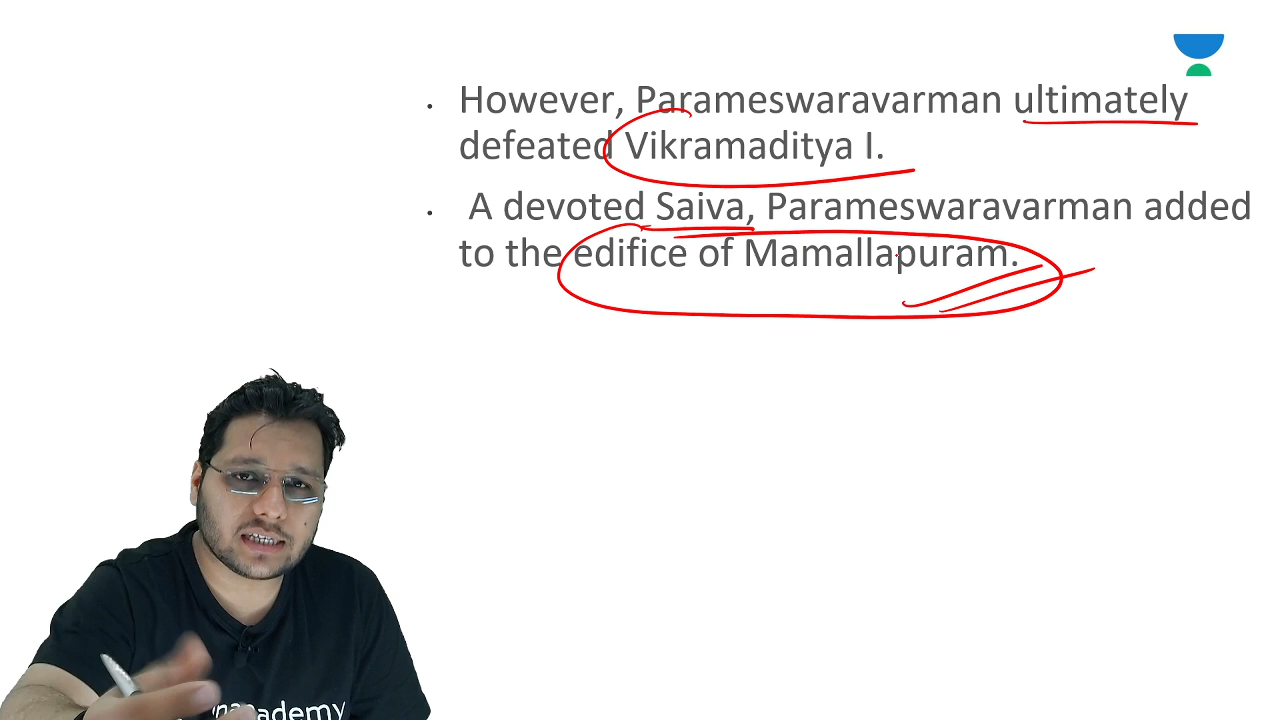 • However, Parameswaravarman ultimately
defeated Vikramaditya I.
• A devoted Saiva, Parameswaravarman added
to the edifice of Mamallapuram.